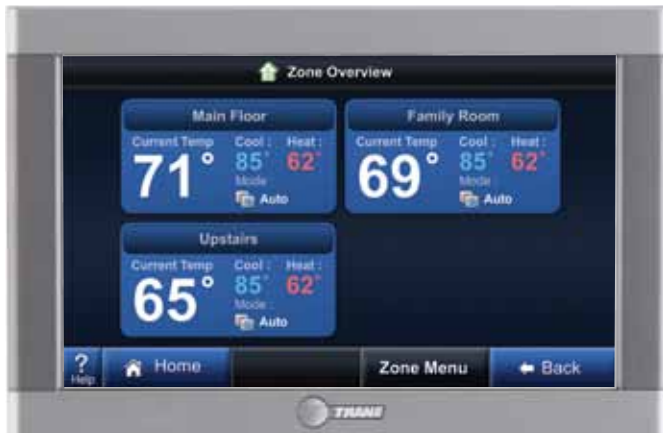 Zone Overview
Main Floor
Current Temp Cool : Heat :
71° 85° 62°
Mode :
Auto
Family Room
Current Temp Cool : Heat :
69° 85° 62°
Mode :
Auto
Upstairs
Current Temp Cool : Heat :
65° 85° 62°
Mode :
Auto
?
Help
Home
Zone Menu
Back
TRANE